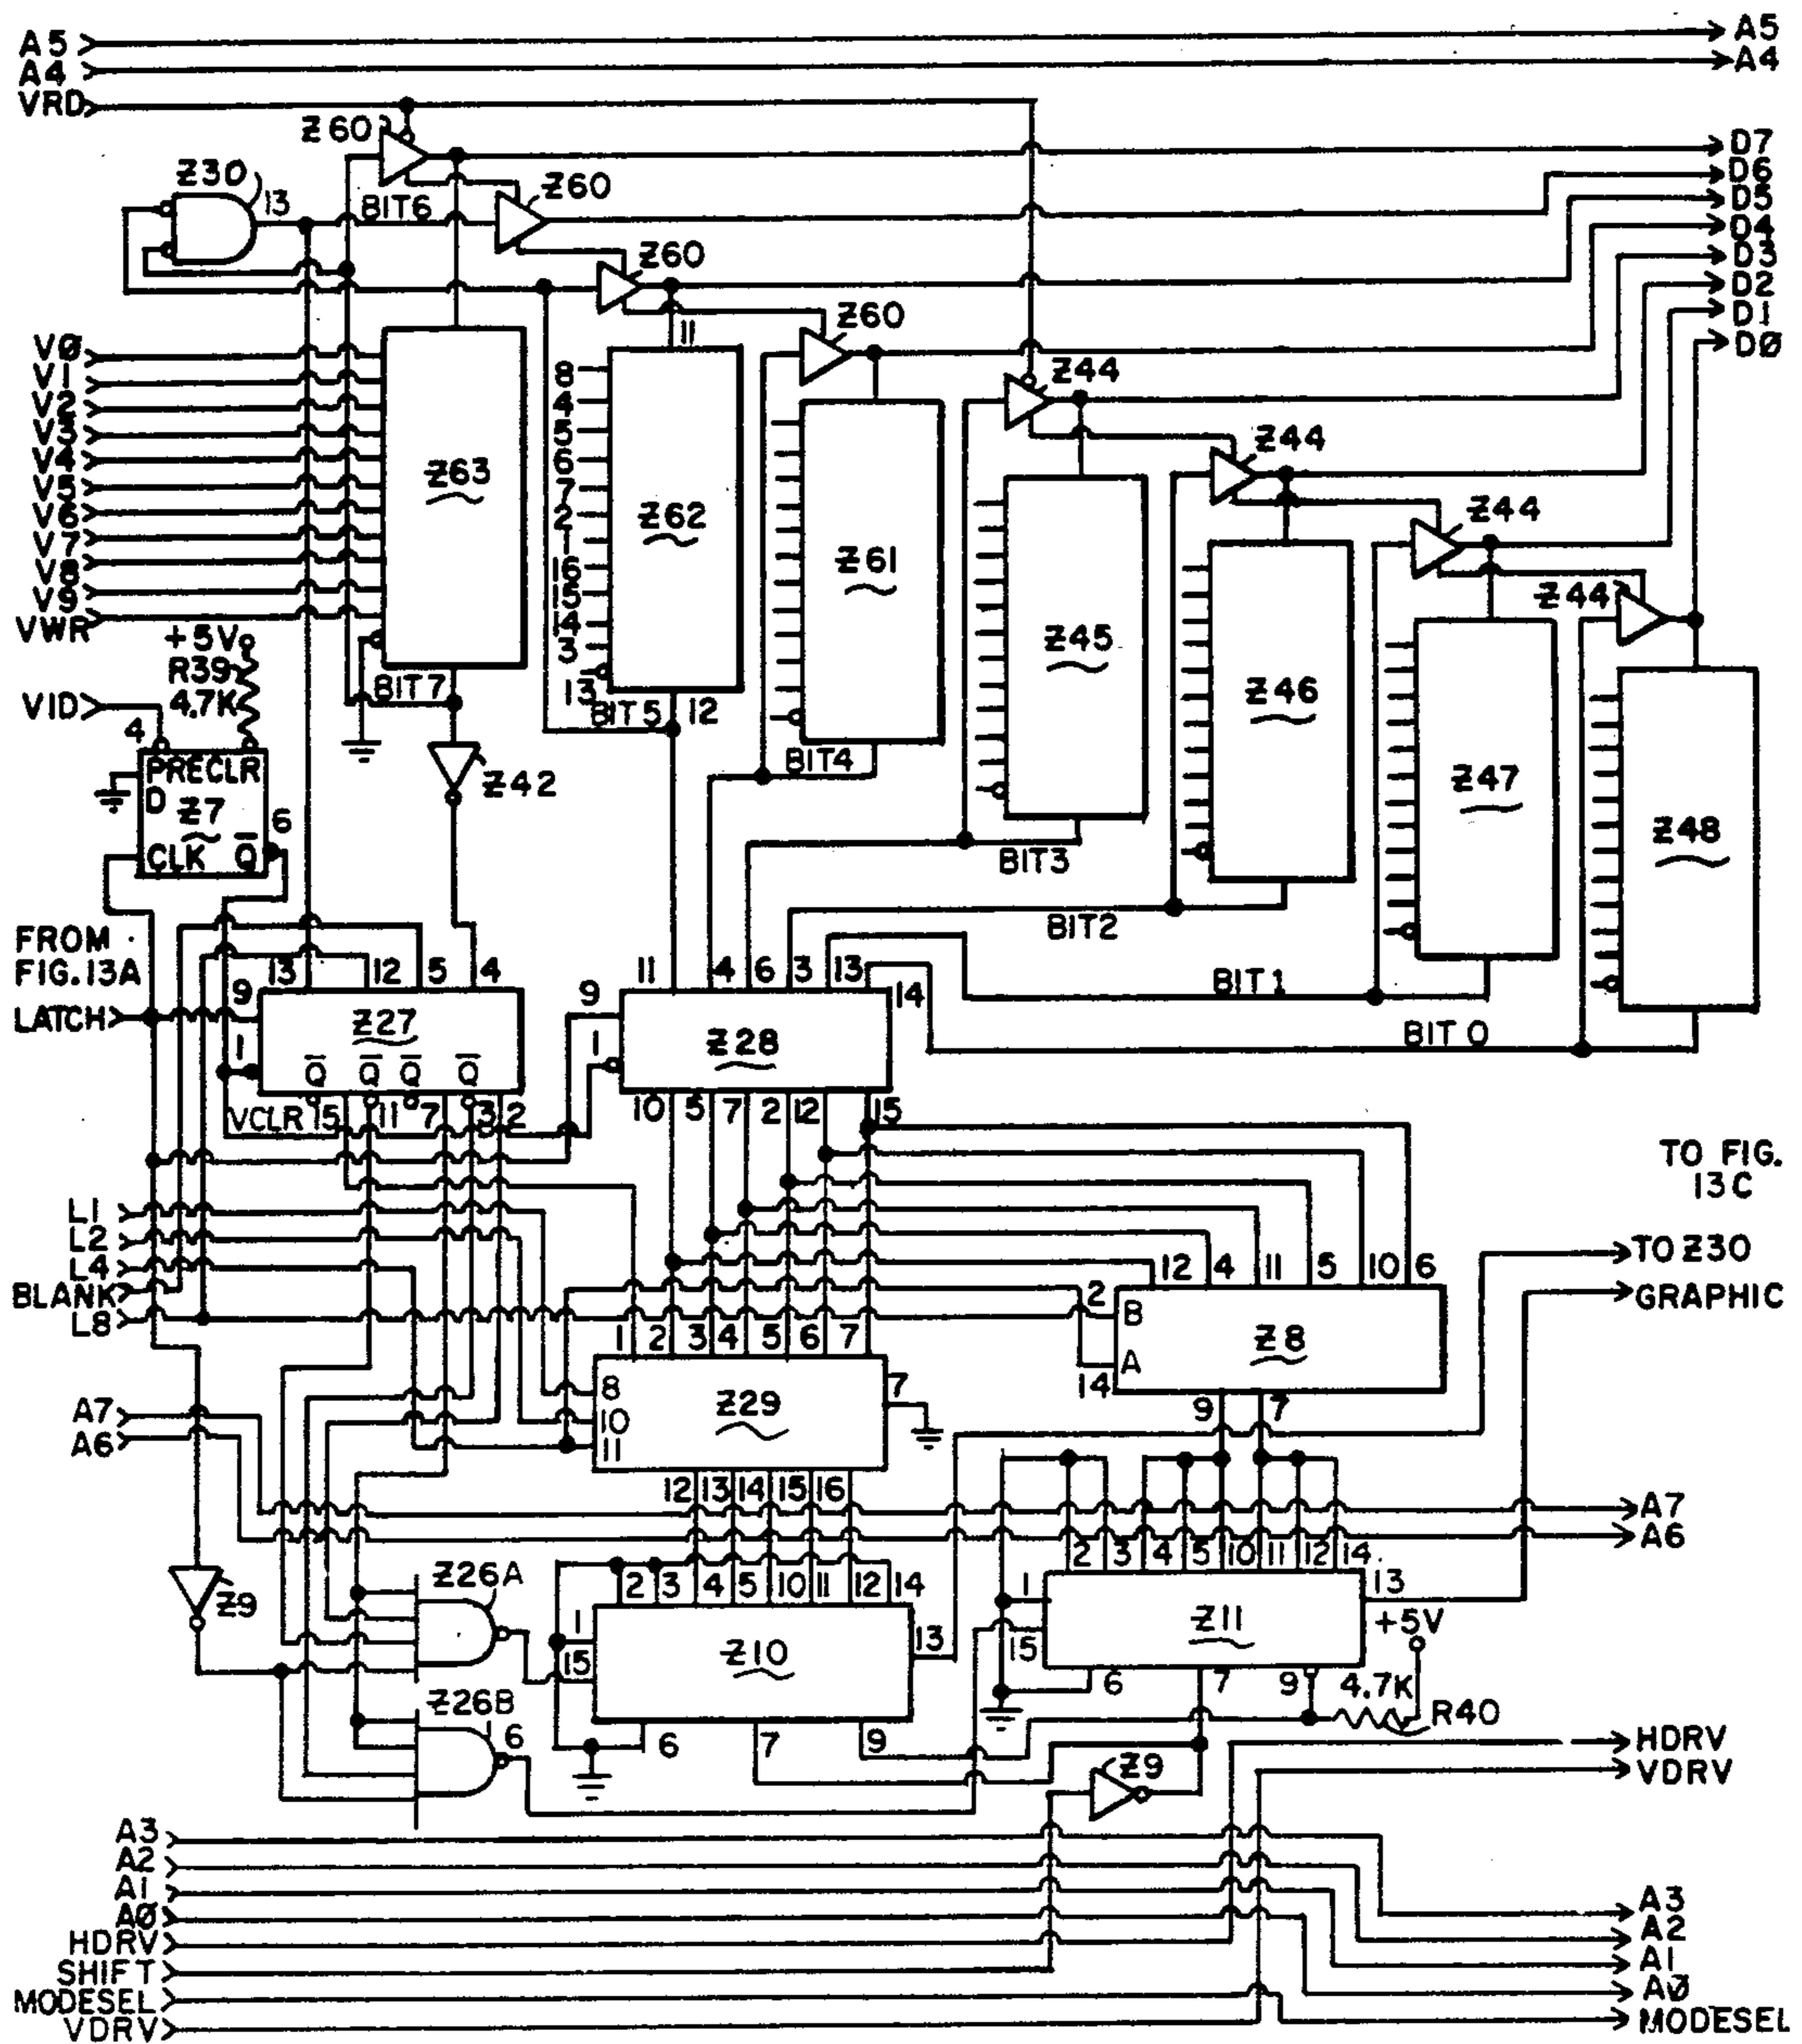 A5
A5
A4
A4
VRD
Z60
D7
Z30
13
BIT6
Z60
D6
D5
D4
Z60
D3
D2
Z60
D1
DØ
VØ
V1
V2
V3
V4
V5
V6
V7
V8
V9
VWR
11
8
4
5
6
7
2
1
16
15
14
3
13
Z63
Z62
Z61
Z44
Z44
Z44
Z44
Z45
Z46
Z47
Z48
+5V
R39
4.7K
VID
4
BIT7
BIT5
12
BIT4
Z42
PRE CLR
D
Z7
6
CLK Q̅
BIT3
BIT2
BIT1
BIT 0
FROM
FIG.13A
LATCH
13 12 5 4
9
Z27
1
Q̅ Q̅ Q̅ Q̅
VCLR 15 11 7 3 2
11 4 6 3 13
14
9
1
Z28
10 5 7 2 12 15
TO FIG.
13C
L1
L2
L4
BLANK
L8
TO Z30
GRAPHIC
12 4 11 5 10 6
2
B
Z8
A
14
9 7
1 2 3 4 5 6 7
8
10
11
Z29
7
12 13 14 15 16
A7
A6
A7
A6
2 3 4 5 10 11 12 14
1
15
Z11
13
+5V
6 7 9
4.7K
R40
Z9
Z26A
Z26B
6
2 3 4 5 10 11 12 14
1
15
Z10
13
6 7 9
Z9
HDRV
VDRV
A3
A2
A1
AØ
HDRV
SHIFT
MODESEL
VDRV
A3
A2
A1
AØ
MODESEL